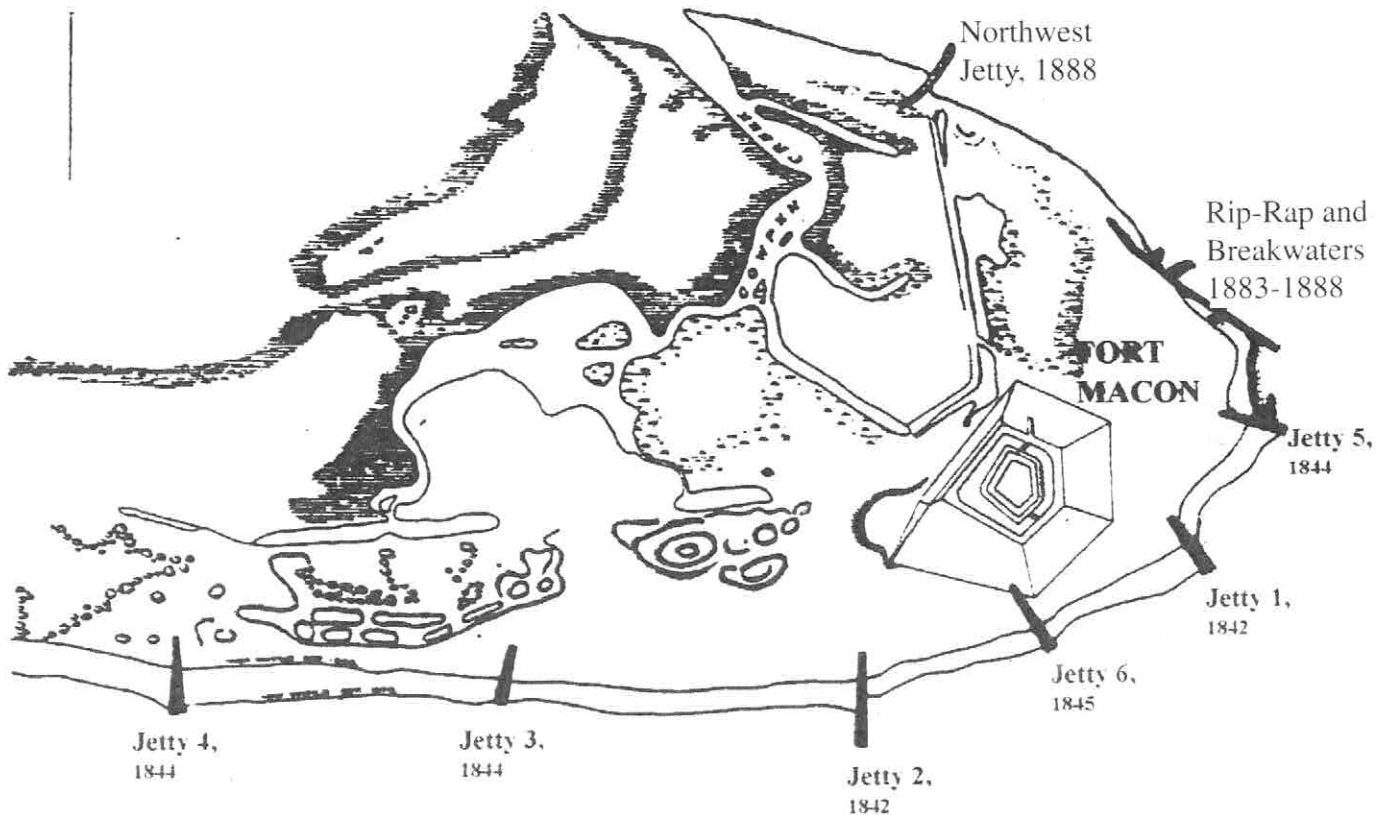 Northwest
Jetty, 1888
CREEK
Rip-Rap and
Breakwaters
1883-1888
FORT
MACON
Jetty 5,
1844
Jetty 1,
1842
Jetty 6,
1845
Jetty 4,
1844
Jetty 3,
1844
Jetty 2,
1842